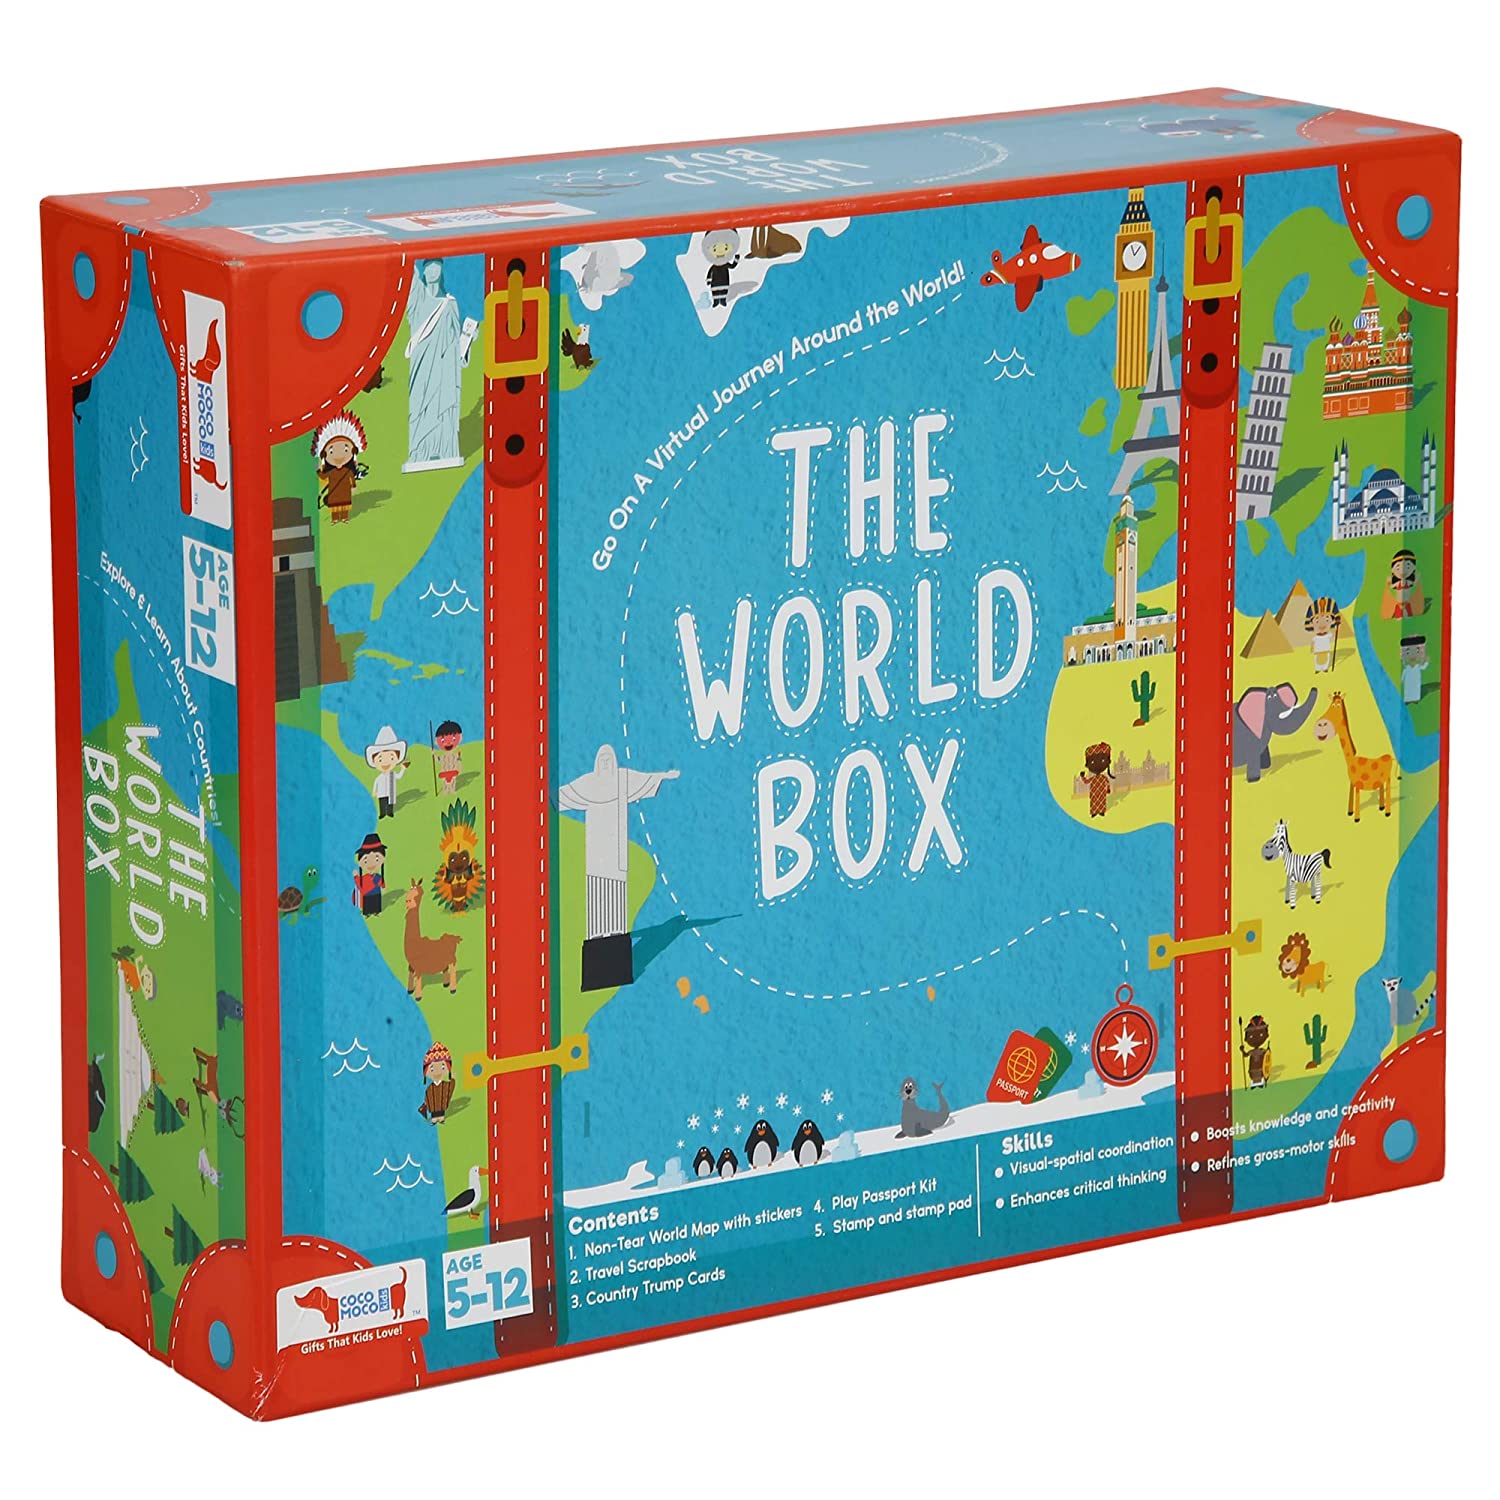 THE
WORLD
BOX
Gifts That Kids Love!
COCO
MOCO
kids
TM
AGE
5-12
Explore & Learn About Countries!
THE
WORLD
BOX
Go On A Virtual Journey Around the World!
THE
WORLD
BOX
PASSPORT
Contents
1. Non-Tear World Map with stickers
2. Travel Scrapbook
3. Country Trump Cards
4. Play Passport Kit
5. Stamp and stamp pad
Skills
• Visual-spatial coordination
• Enhances critical thinking
• Boosts knowledge and creativity
• Refines gross-motor skills
COCO
MOCO
kids
TM
Gifts That Kids Love!
AGE
5-12